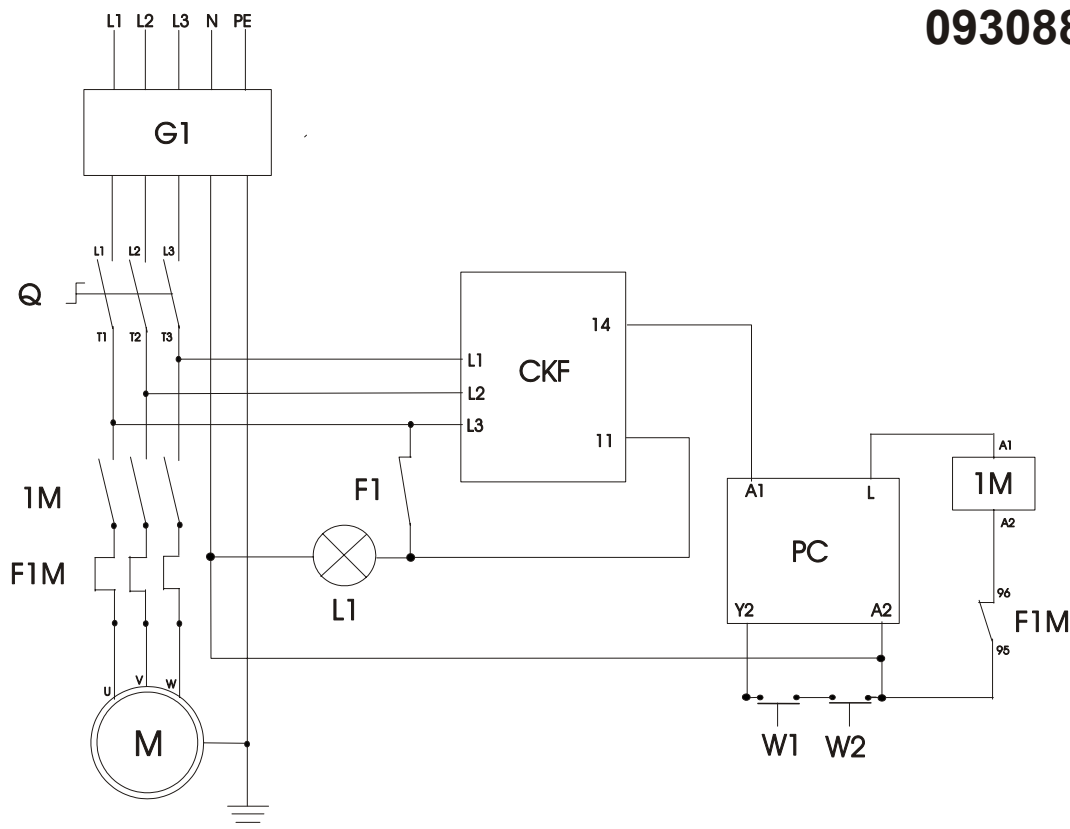 L1 L2 L3 N PE
093088
G1
L1 L2 L3
Q
T1 T2 T3
14
L1
CKF
L2
L3
11
A1
F1
A1 L
1M
1M
A2
PC
F1M
96
L1
Y2 A2
F1M
95
U V W
M
W1 W2